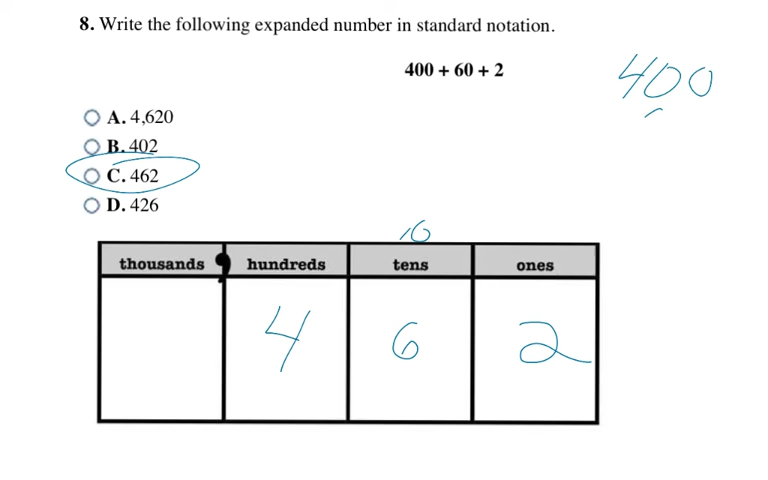 8. Write the following expanded number in standard notation.
400 + 60 + 2
400
A. 4,620
B. 402
C. 462
D. 426
10
thousands , hundreds tens ones
4 6 2